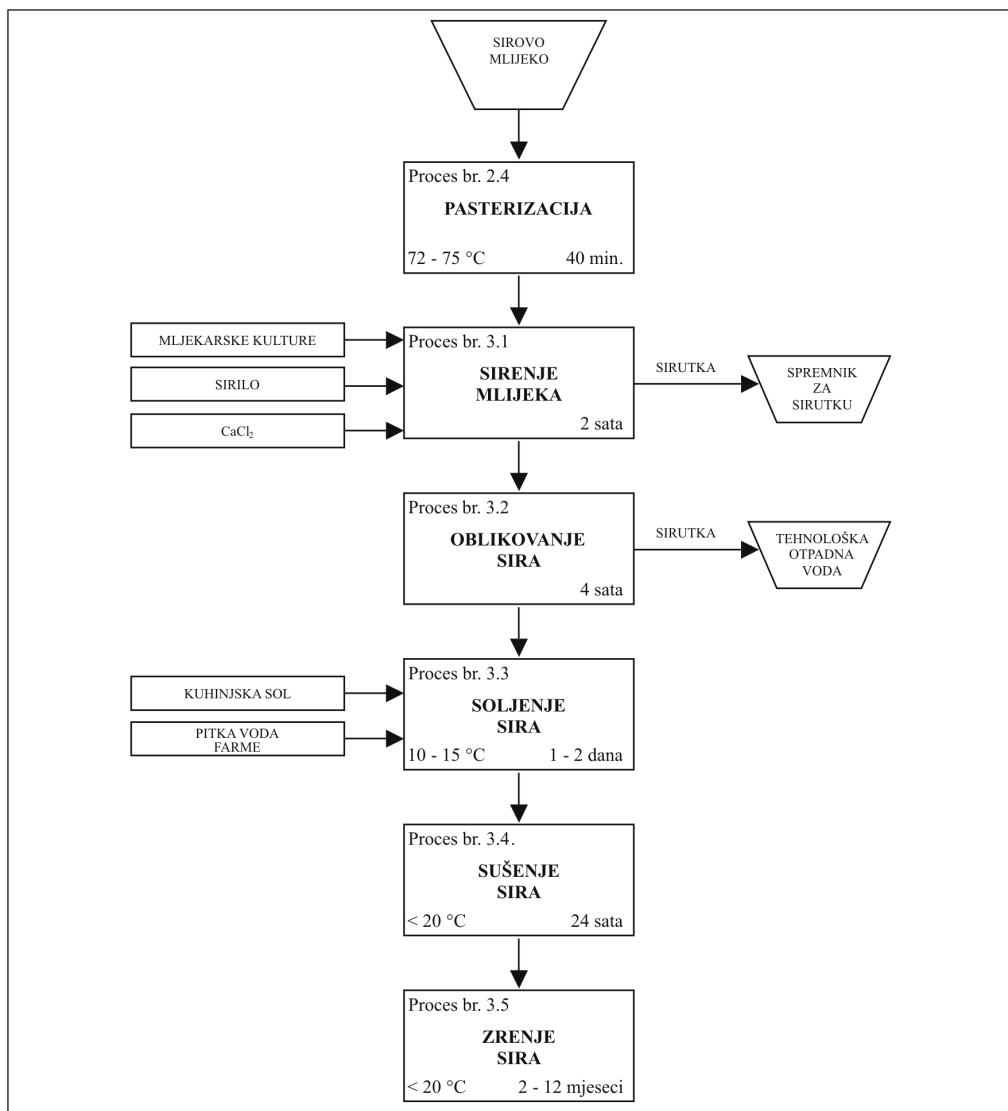 SIROVO
MLIJEKO
Proces br. 2.4
PASTERIZACIJA
72 - 75 °C 40 min.
MLJEKARSKE KULTURE
SIRILO
CaCl₂
Proces br. 3.1
SIRENJE
MLIJEKA
2 sata
SIRUTKA
SPREMNIK
ZA
SIRUTKU
Proces br. 3.2
OBLIKOVANJE
SIRA
4 sata
SIRUTKA
TEHNOLOŠKA
OTPADNA
VODA
KUHINJSKA SOL
PITKA VODA
FARME
Proces br. 3.3
SOLJENJE
SIRA
10 - 15 °C 1 - 2 dana
Proces br. 3.4.
SUŠENJE
SIRA
< 20 °C 24 sata
Proces br. 3.5
ZRENJE
SIRA
< 20 °C 2 - 12 mjeseci